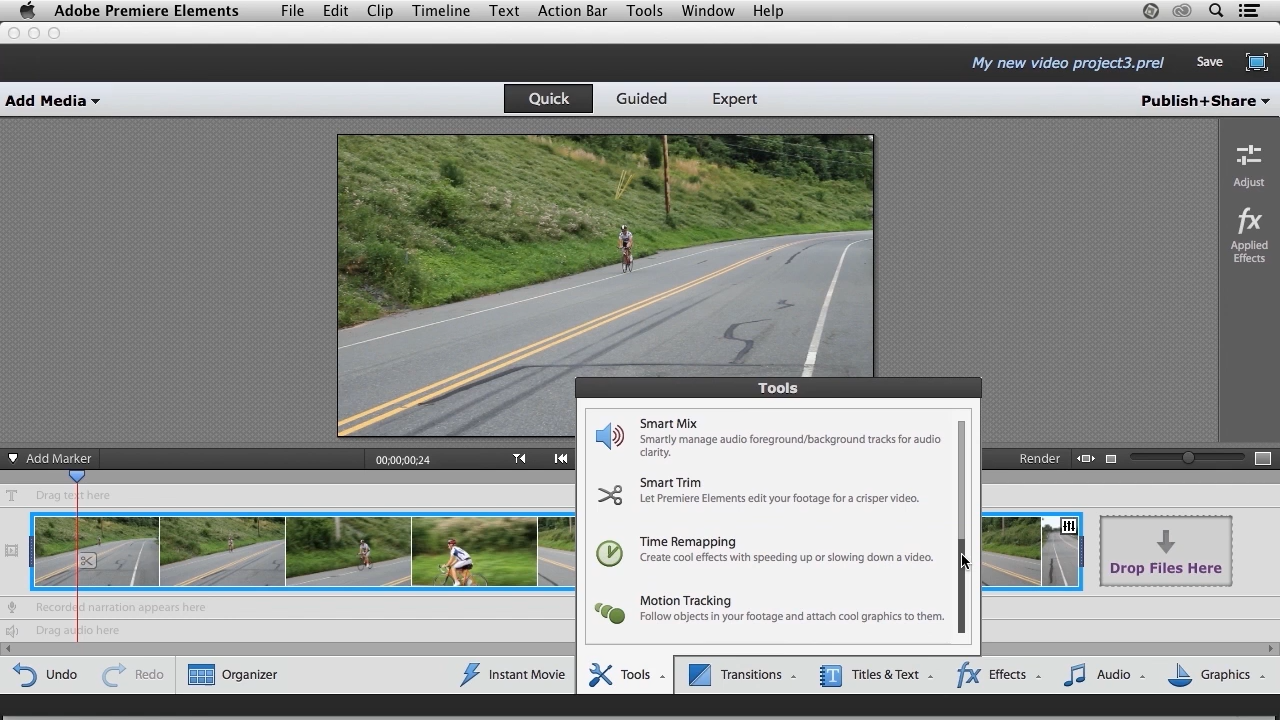 Adobe Premiere Elements File Edit Clip Timeline Text Action Bar Tools Window Help
My new video project3.prel Save
Add Media Quick Guided Expert Publish+Share
Adjust
fx
Applied
Effects
Tools
Smart Mix
Smartly manage audio foreground/background tracks for audio
clarity.
Smart Trim
Let Premiere Elements edit your footage for a crisper video.
Time Remapping
Create cool effects with speeding up or slowing down a video.
Motion Tracking
Follow objects in your footage and attach cool graphics to them.
Add Marker 00;00;00;24 Render
T Drag text here
Drop Files Here
Recorded narration appears here
Drag audio here
Undo Redo Organizer Instant Movie Tools Transitions T Titles & Text fx Effects Audio Graphics